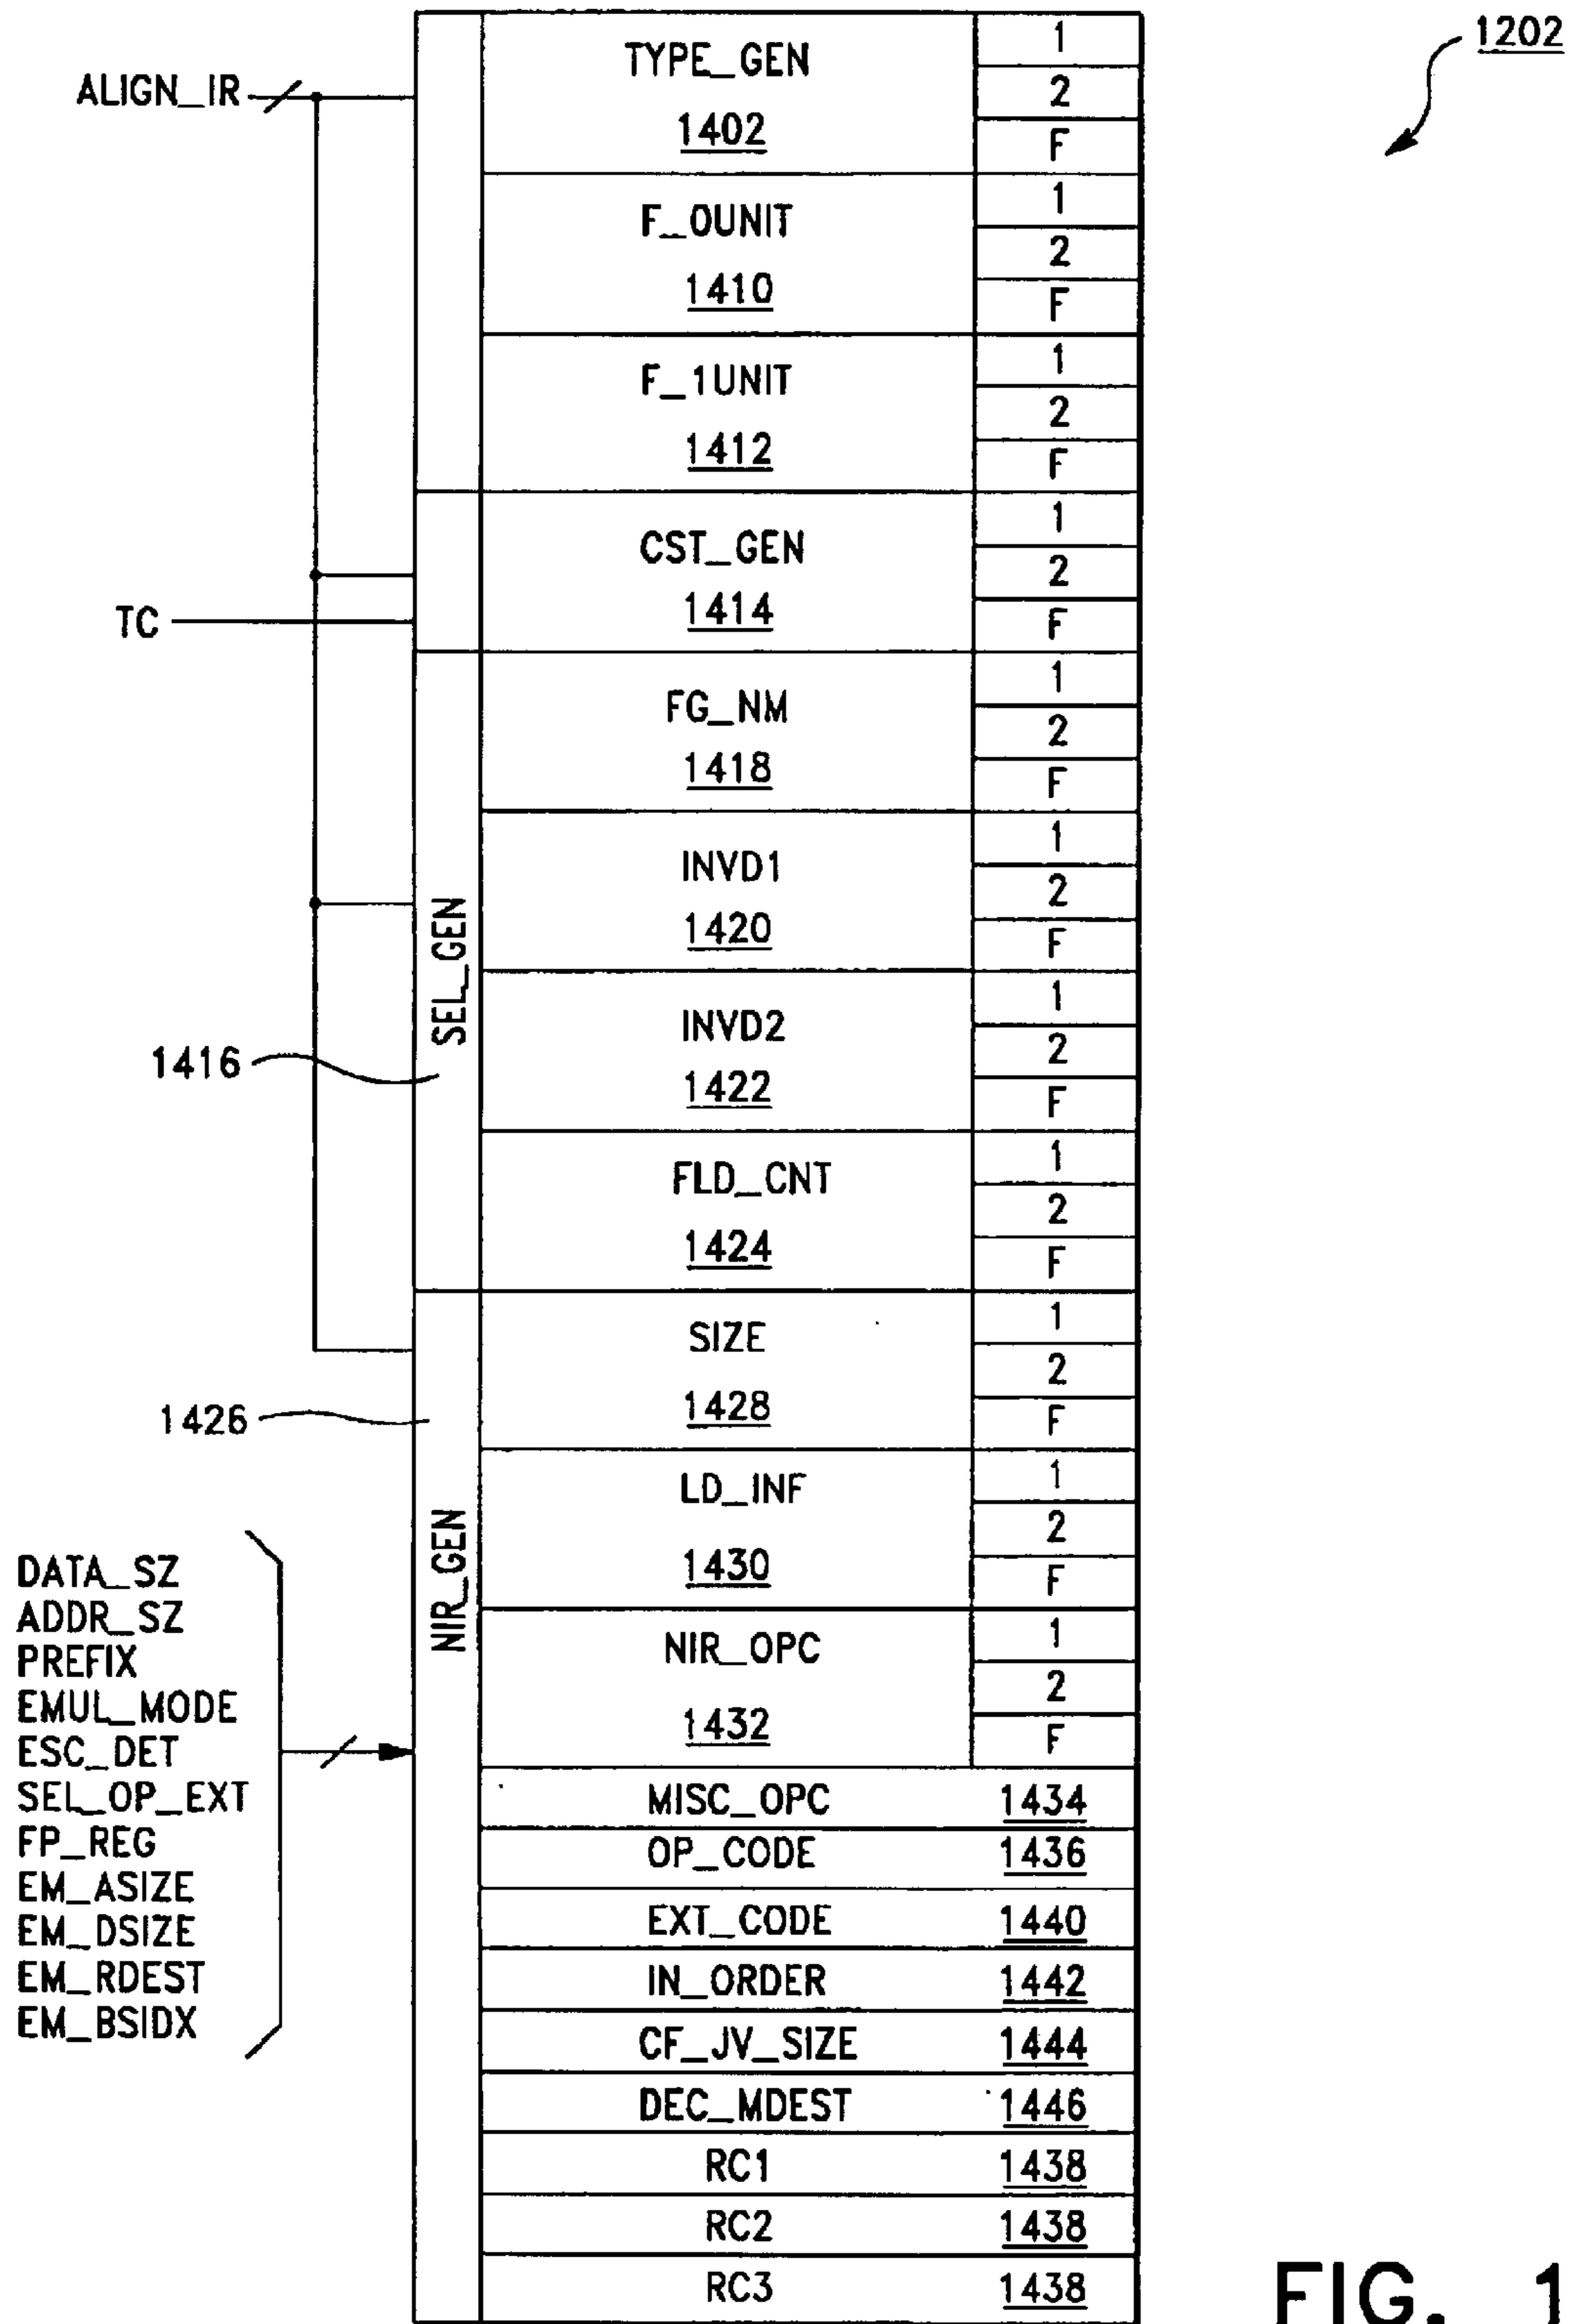 1202
ALIGN_IR
TC
1416
1426
DATA_SZ
ADDR_SZ
PREFIX
EMUL_MODE
ESC_DET
SEL_OP_EXT
FP_REG
EM_ASIZE
EM_DSIZE
EM_RDEST
EM_BSIDX
SEL_GEN
NIR_GEN
TYPE_GEN
1402
1
2
F
F_0UNIT
1410
1
2
F
F_1UNIT
1412
1
2
F
CST_GEN
1414
1
2
F
FG_NM
1418
1
2
F
INVD1
1420
1
2
F
INVD2
1422
1
2
F
FLD_CNT
1424
1
2
F
SIZE
1428
1
2
F
LD_INF
1430
1
2
F
NIR_OPC
1432
1
2
F
MISC_OPC 1434
OP_CODE 1436
EXT_CODE 1440
IN_ORDER 1442
CF_JV_SIZE 1444
DEC_MDEST 1446
RC1 1438
RC2 1438
RC3 1438
FIG. 1